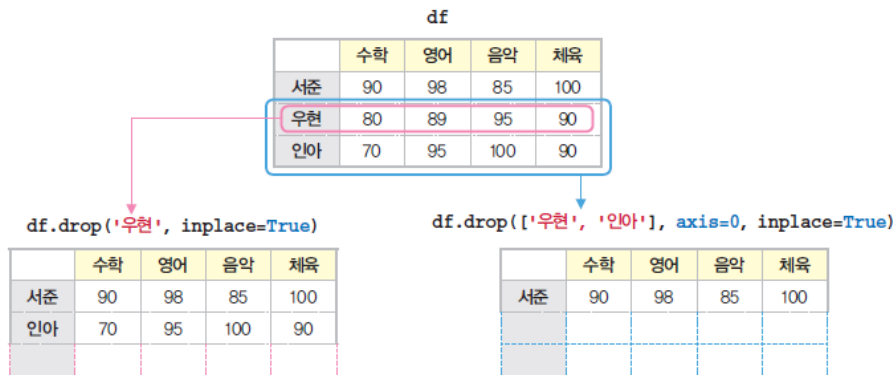 df
수학 영어 음악 체육
서준 90 98 85 100
우현 80 89 95 90
인아 70 95 100 90
df.drop('우현', inplace=True)
수학 영어 음악 체육
서준 90 98 85 100
인아 70 95 100 90
df.drop(['우현', '인아'], axis=0, inplace=True)
수학 영어 음악 체육
서준 90 98 85 100